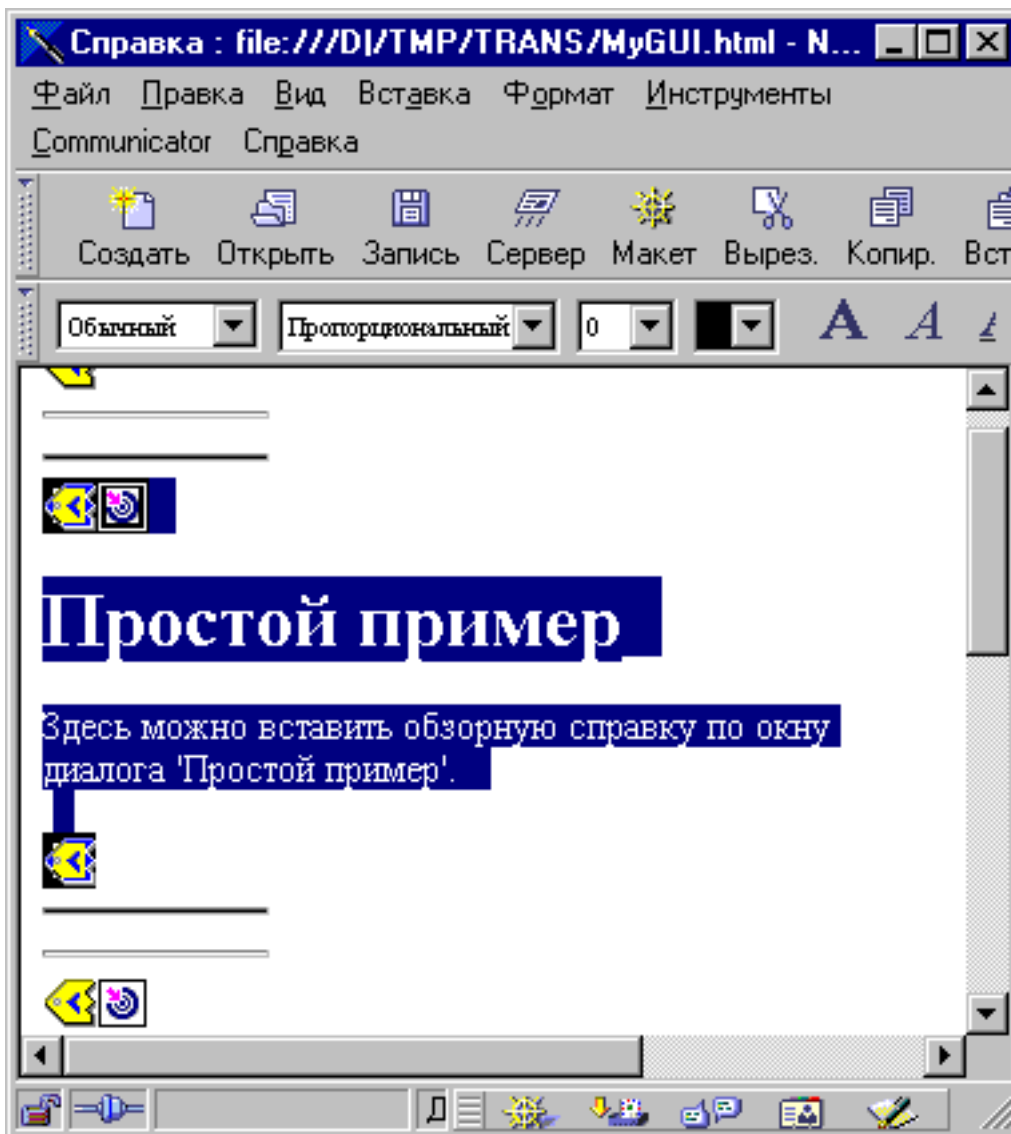 Справка : file:///D|/TMP/TRANS/MyGUI.html - N...
Файл Правка Вид Вставка Формат Инструменты
Communicator Справка
Создать Открыть Запись Сервер Макет Вырез. Копир. Вст
Обычный Пропорциональный 0 A A
Простой пример
Здесь можно вставить обзорную справку по окну
диалога 'Простой пример'.
Д